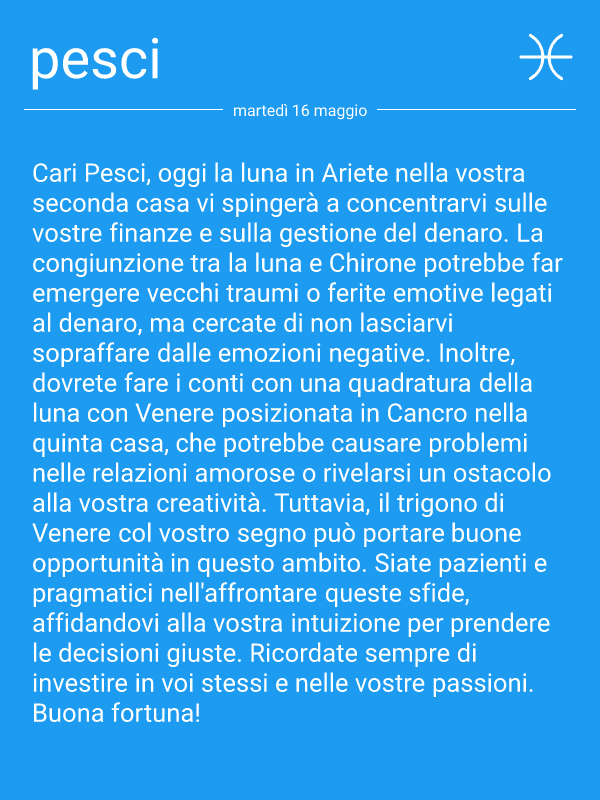 pesci
martedì 16 maggio
Cari Pesci, oggi la luna in Ariete nella vostra
seconda casa vi spingerà a concentrarvi sulle
vostre finanze e sulla gestione del denaro. La
congiunzione tra la luna e Chirone potrebbe far
emergere vecchi traumi o ferite emotive legati
al denaro, ma cercate di non lasciarvi
sopraffare dalle emozioni negative. Inoltre,
dovrete fare i conti con una quadratura della
luna con Venere posizionata in Cancro nella
quinta casa, che potrebbe causare problemi
nelle relazioni amorose o rivelarsi un ostacolo
alla vostra creatività. Tuttavia, il trigono di
Venere col vostro segno può portare buone
opportunità in questo ambito. Siate pazienti e
pragmatici nell'affrontare queste sfide,
affidandovi alla vostra intuizione per prendere
le decisioni giuste. Ricordate sempre di
investire in voi stessi e nelle vostre passioni.
Buona fortuna!